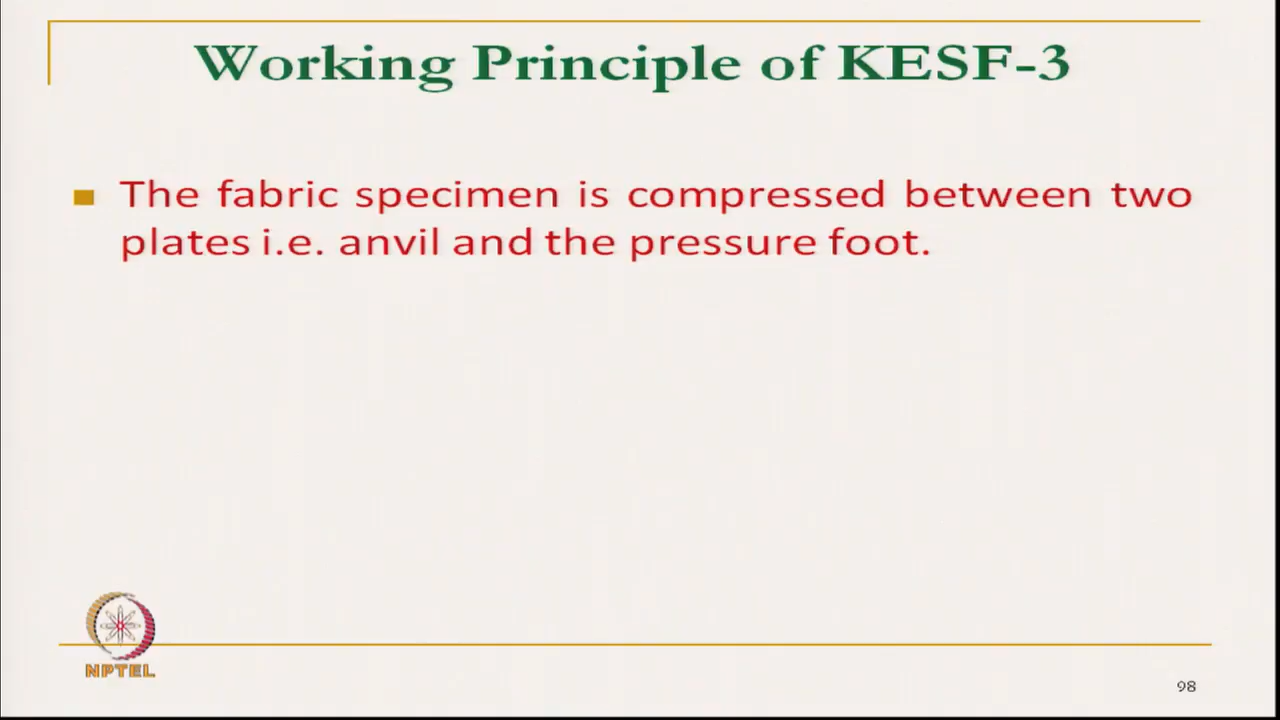 Working Principle of KESF-3
The fabric specimen is compressed between two
plates i.e. anvil and the pressure foot.
NPTEL
98